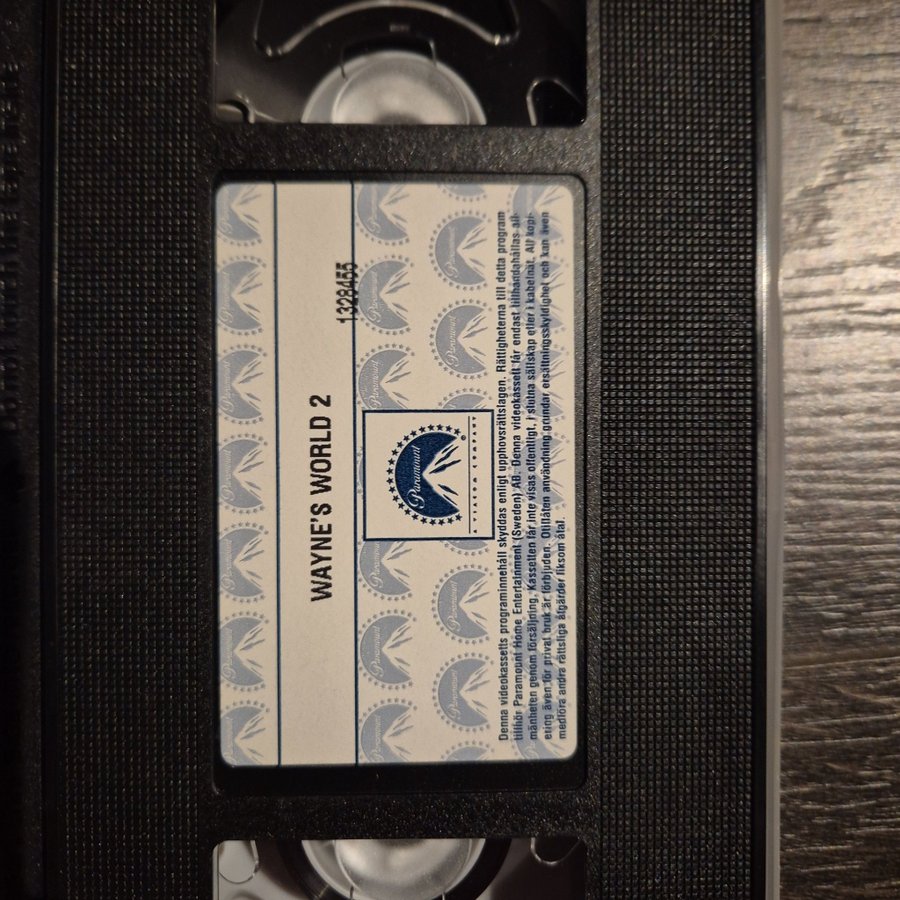 WAYNE'S WORLD 2
1328455
Paramount
A VIACOM COMPANY
Denna videokassetts programinnehåll skyddas enligt upphovsrättslagen. Rättigheterna till detta program
tillhör Paramount Home Entertainment (Sweden) AB. Denna videokassett får endast tillhandahållas all-
mänheten genom försäljning. Kassetten får inte visas offentligt, i slutna sällskap eller i kabelnät. All kopi-
ering även för privat bruk är förbjuden. Otillåten användning grundar ersättningsskyldighet och kan även
medföra andra rättsliga åtgärder liksom åtal.